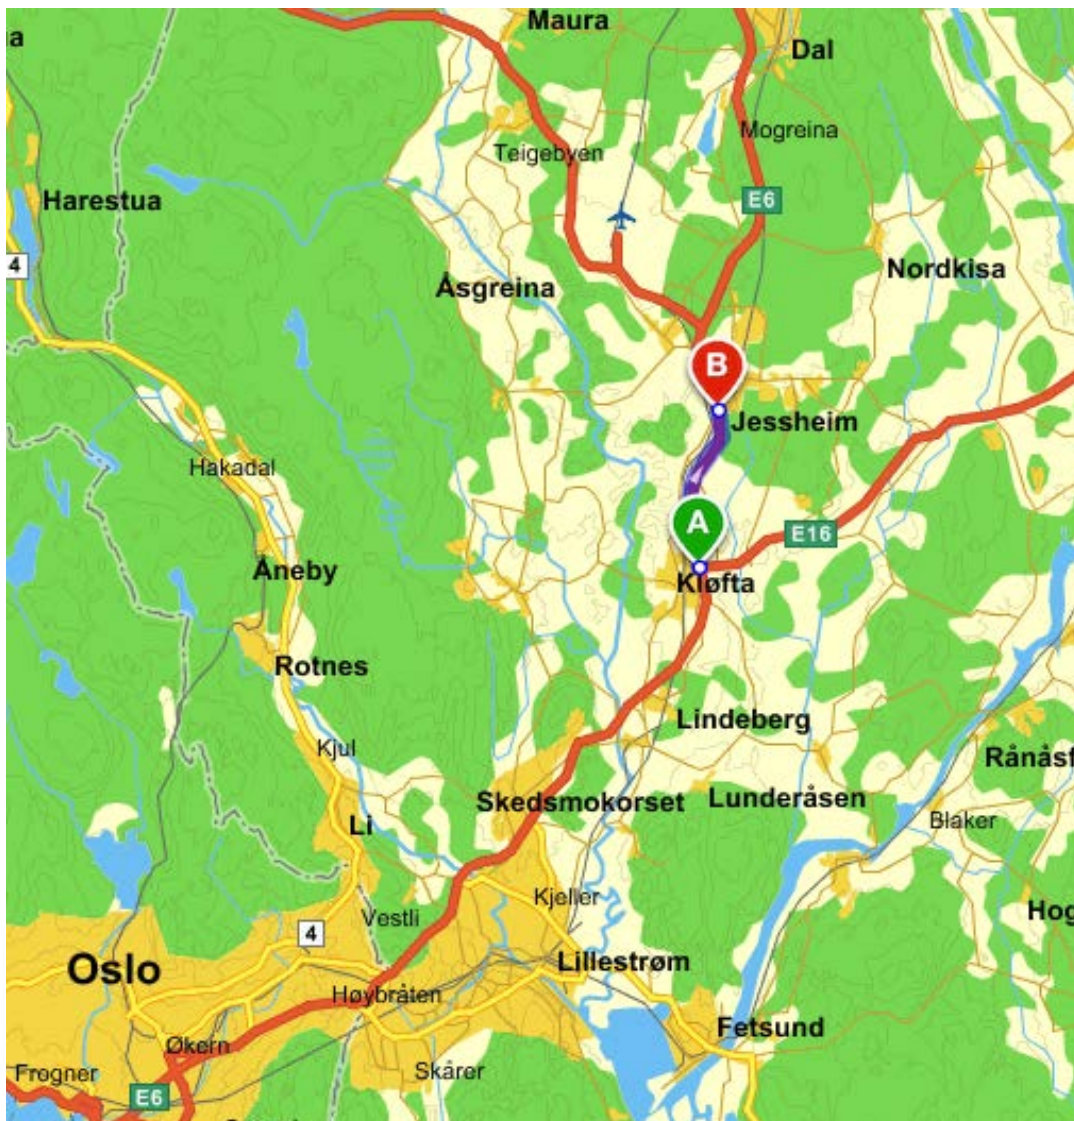 Maura
a
Dal
Mogreina
Teigebyen
Harestua
E6
4
Nordkisa
Åsgreina
B
Jessheim
Hakadal
A
E16
Åneby
Kløfta
Rotnes
Lindeberg
Kjul
Rånåsf
Skedsmokorset
Lunderåsen
Li
Blaker
Kjeller
Vestli
Hog
4
Oslo
Lillestrøm
Høybråten
Fetsund
Økern
Skårer
Frogner
E6